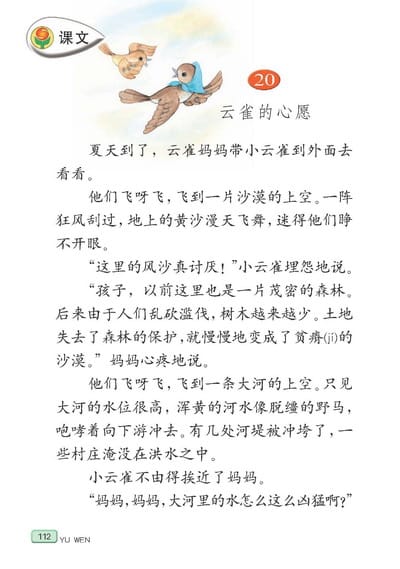 课文
20
云雀的心愿
夏天到了，云雀妈妈带小云雀到外面去
看看。
他们飞呀飞，飞到一片沙漠的上空。一阵
狂风刮过，地上的黄沙漫天飞舞，迷得他们睁
不开眼。
“这里的风沙真讨厌！”小云雀埋怨地说。
“孩子，以前这里也是一片茂密的森林。
后来由于人们乱砍滥伐，树木越来越少。土地
失去了森林的保护，就慢慢地变成了贫瘠(jí)的
沙漠。”妈妈心疼地说。
他们飞呀飞，飞到一条大河的上空。只见
大河的水位很高，浑黄的河水像脱缰的野马，
咆哮着向下游冲去。有几处河堤被冲垮了，一
些村庄淹没在洪水之中。
小云雀不由得挨近了妈妈。
“妈妈，妈妈，大河里的水怎么这么凶猛啊？”
112
YU WEN